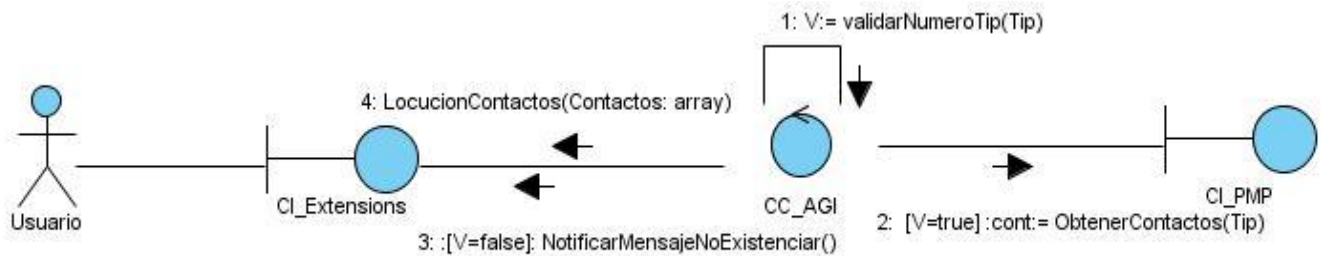 1: V:= validarNumeroTip(Tip)
4: LocucionContactos(Contactos: array)
Usuario
CI_Extensions
CC_AGI
CI_PMP
3: :[V=false]: NotificarMensajeNoExistenciar()
2: [V=true] :cont:= ObtenerContactos(Tip)